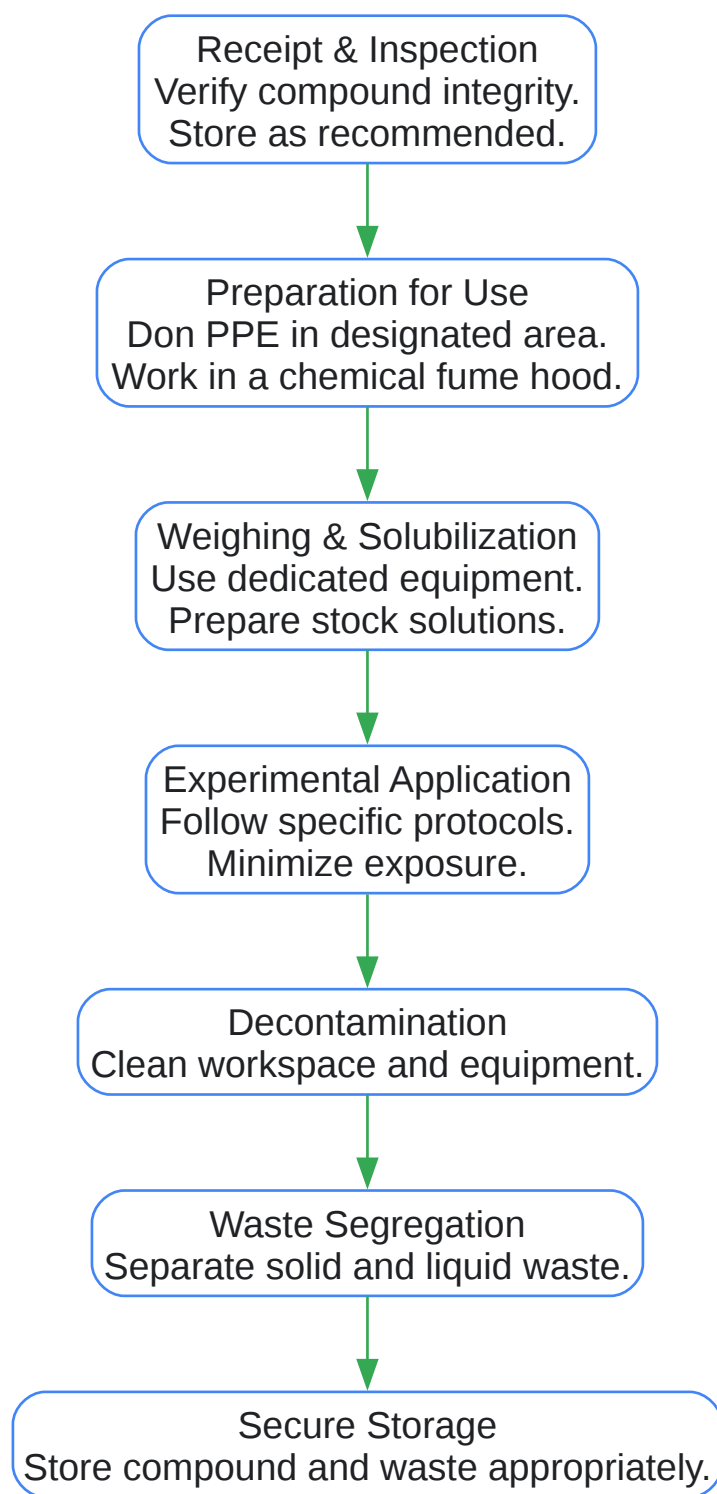 Receipt & Inspection
Verify compound integrity.
Store as recommended.
Preparation for Use
Don PPE in designated area.
Work in a chemical fume hood.
Weighing & Solubilization
Use dedicated equipment.
Prepare stock solutions.
Experimental Application
Follow specific protocols.
Minimize exposure.
Decontamination
Clean workspace and equipment.
Waste Segregation
Separate solid and liquid waste.
Secure Storage
Store compound and waste appropriately.